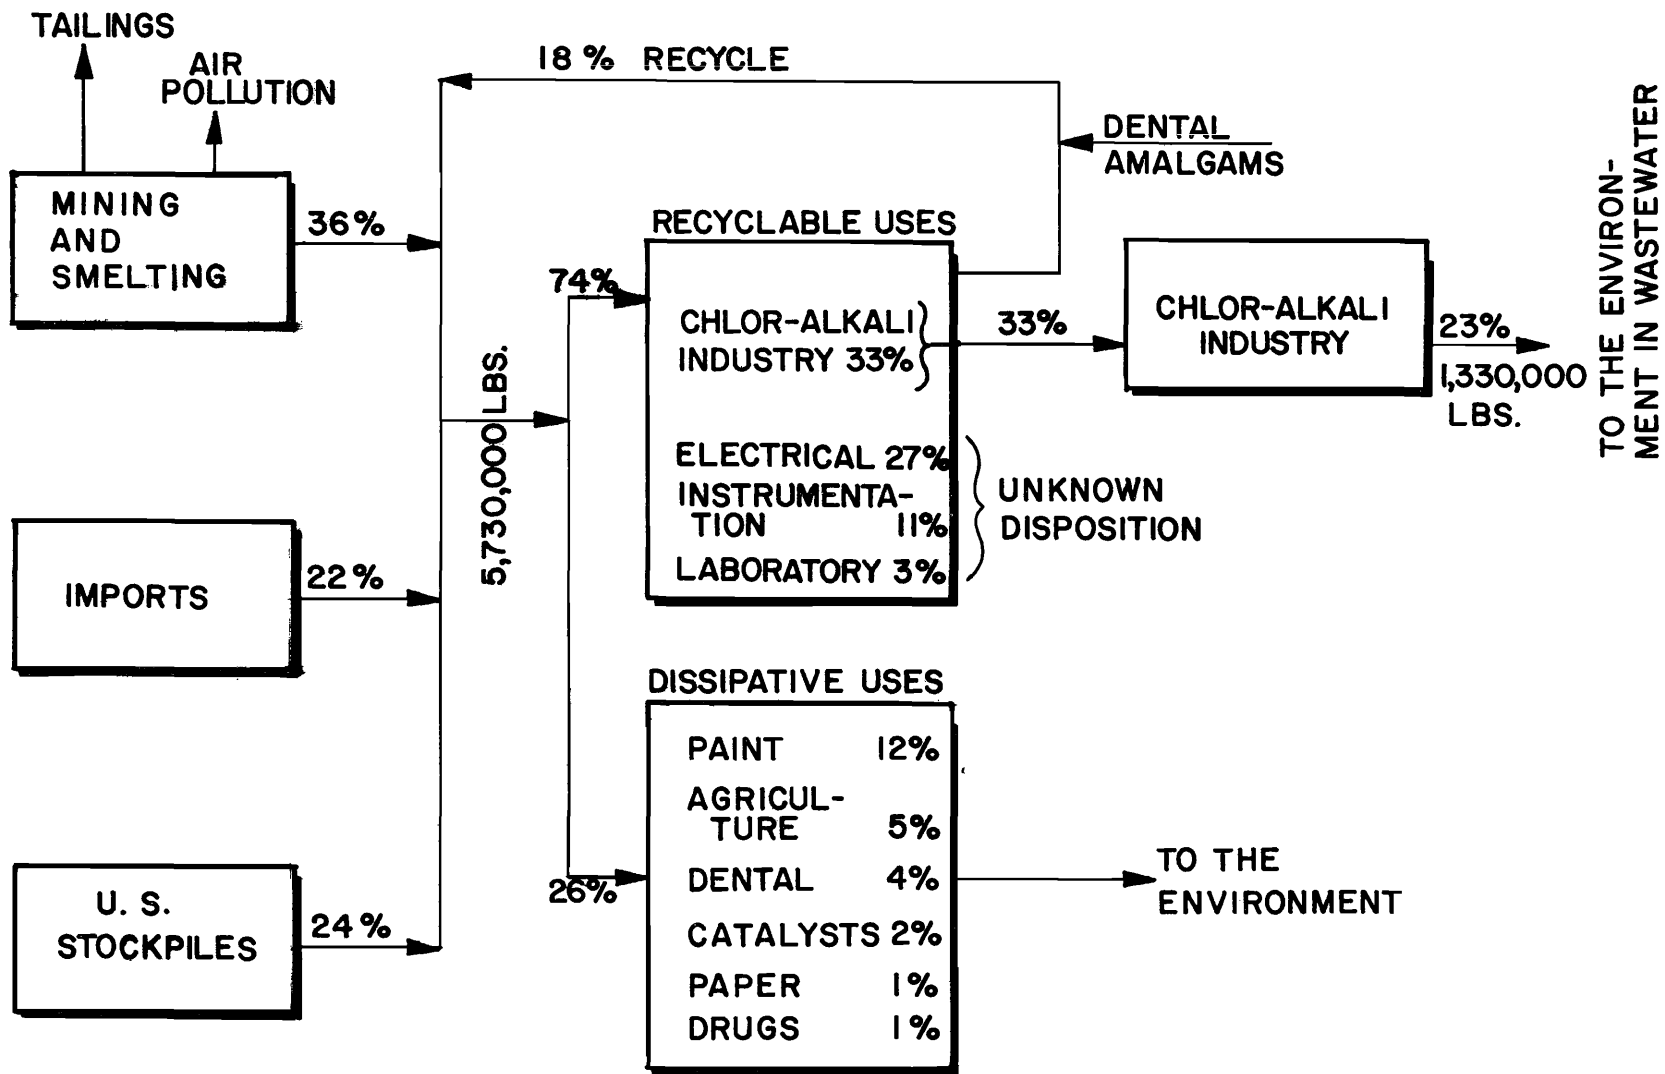 TAILINGS
AIR
POLLUTION
18% RECYCLE
DENTAL
AMALGAMS
MINING
AND
SMELTING
36%
IMPORTS
22%
U. S.
STOCKPILES
24%
5,730,000 LBS.
74%
26%
RECYCLABLE USES
CHLOR-ALKALI
INDUSTRY 33%
ELECTRICAL 27%
INSTRUMENTA-
TION 11%
LABORATORY 3%
UNKNOWN
DISPOSITION
33%
CHLOR-ALKALI
INDUSTRY
23%
1,330,000
LBS.
TO THE ENVIRON-
MENT IN WASTEWATER
DISSIPATIVE USES
PAINT 12%
AGRICUL-
TURE 5%
DENTAL 4%
CATALYSTS 2%
PAPER 1%
DRUGS 1%
TO THE
ENVIRONMENT